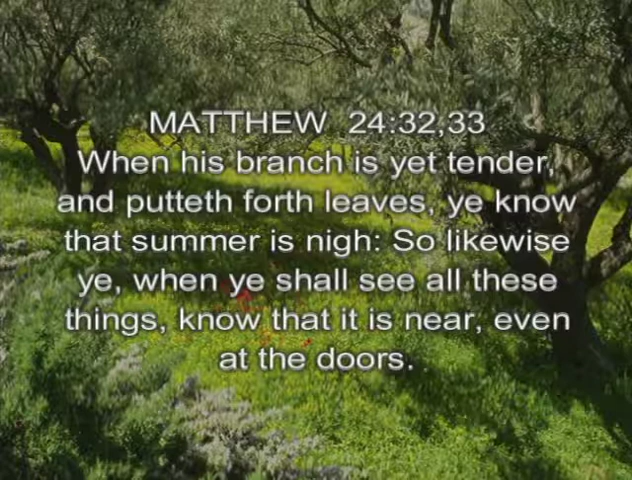 MATTHEW 24:32,33
When his branch is yet tender,
and putteth forth leaves, ye know
that summer is nigh: So likewise
ye, when ye shall see all these
things, know that it is near, even
at the doors.